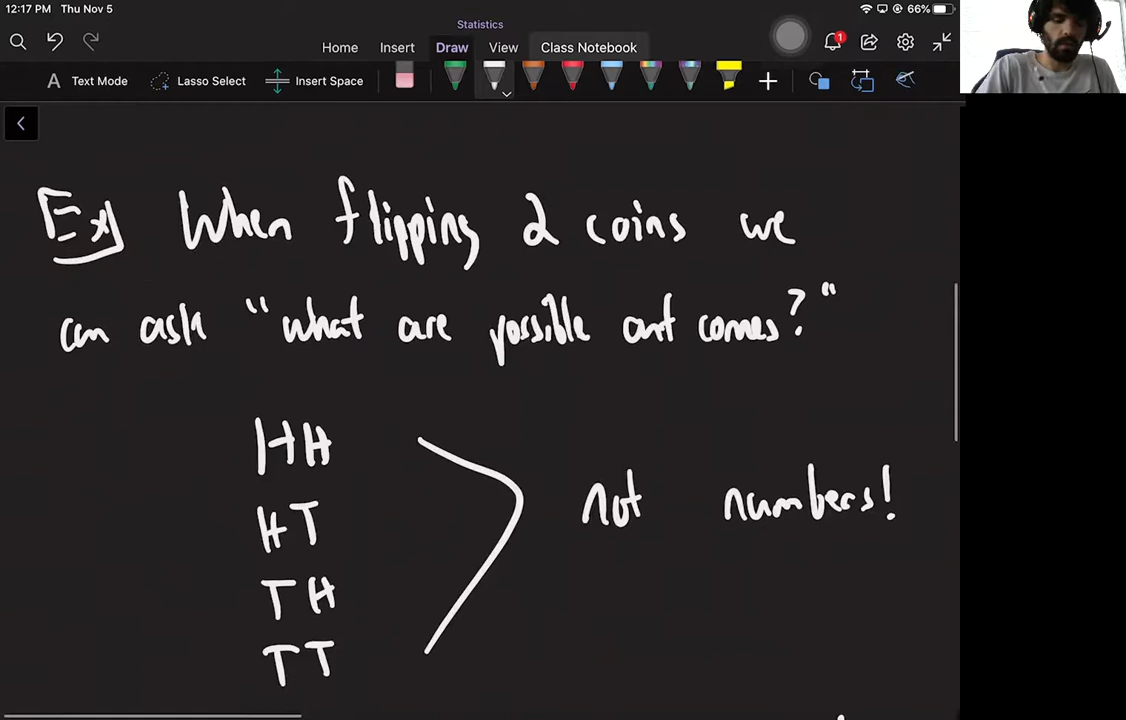 12:17 PM Thu Nov 5
66%
Statistics
Home Insert Draw View Class Notebook
1
A Text Mode Lasso Select Insert Space
Ex) When flipping 2 coins we
can ask "what are possible out comes?"
HH
HT
not numbers!
TH
TT